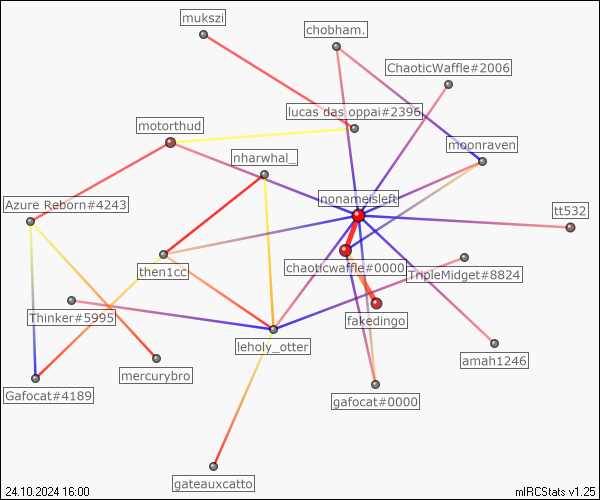 mukszi
chobham.
ChaoticWaffle#2006
lucas das oppai#2396
motorthud
moonraven
nharwhal_
nonameisleft
Azure Reborn#4243
tt532
then1cc
chaoticwaffle#0000
TripleMidget#8824
Thinker#5995
fakedingo
leholy_otter
amah1246
mercurybro
Gafocat#4189
gafocat#0000
gateauxcatto
24.10.2024 16:00
mIRCStats v1.25